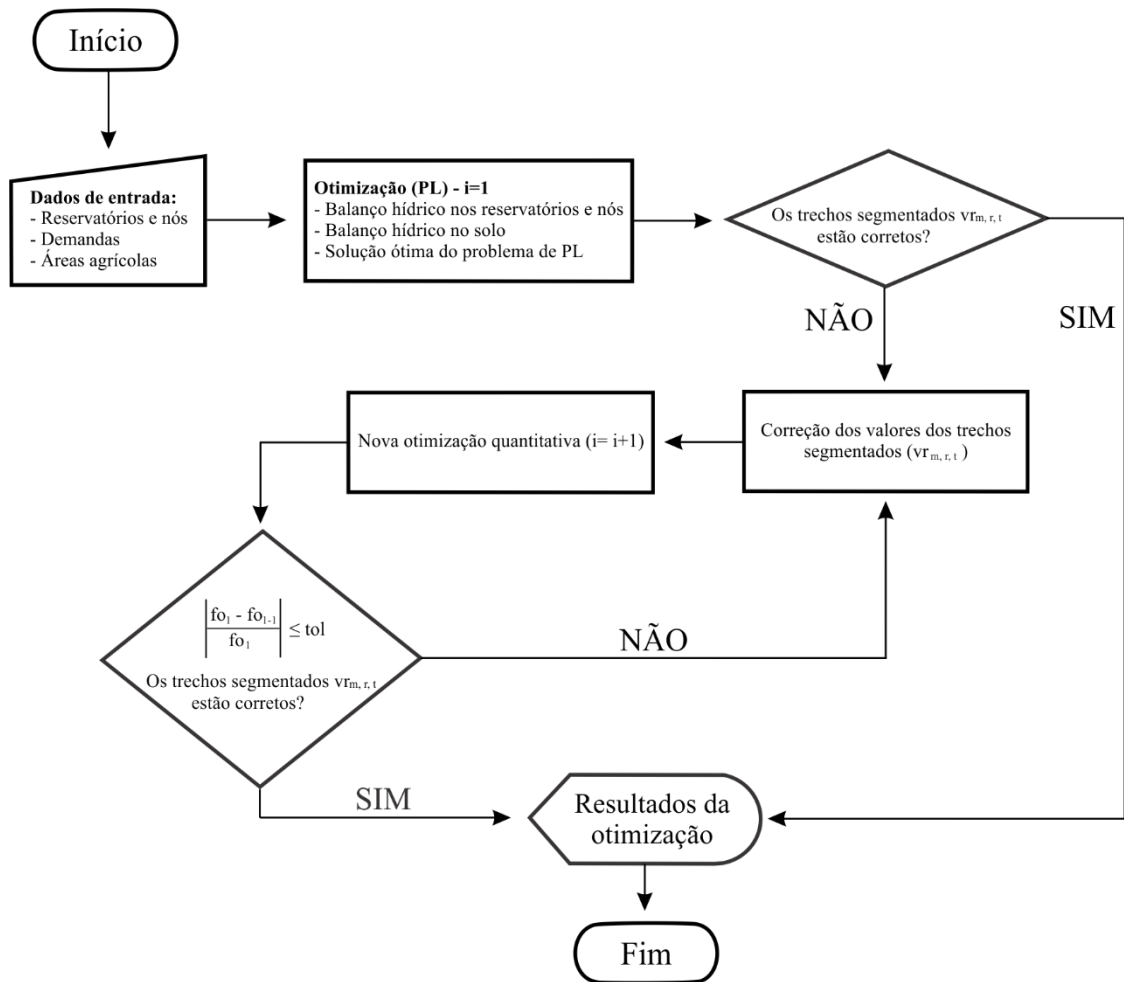 Início
Dados de entrada:
- Reservatórios e nós
- Demandas
- Áreas agrícolas
Otimização (PL) - i=1
- Balanço hídrico nos reservatórios e nós
- Balanço hídrico no solo
- Solução ótima do problema de PL
Os trechos segmentados vrm, r, t
estão corretos?
NÃO
SIM
Correção dos valores dos trechos
segmentados (vrm, r, t )
Nova otimização quantitativa (i= i+1)
|fo1 - fo1-1|
fo1
≤ tol
Os trechos segmentados vrm, r, t
estão corretos?
NÃO
SIM
Resultados da
otimização
Fim